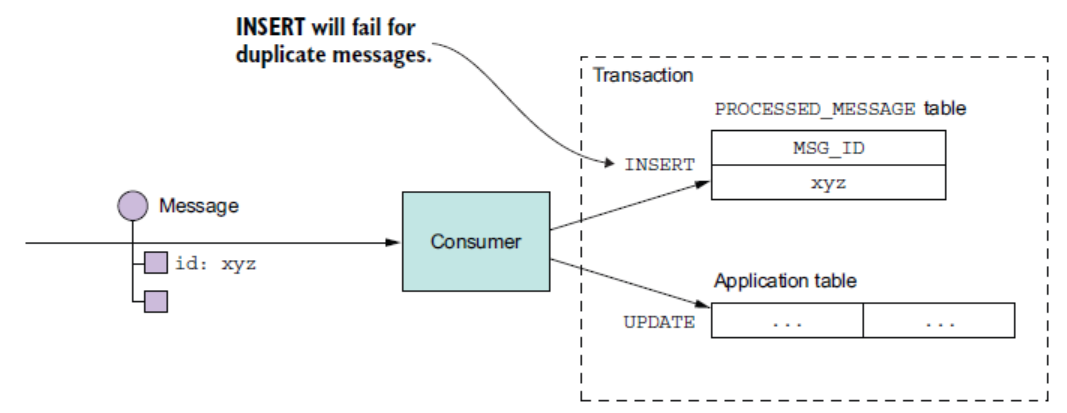 INSERT will fail for
duplicate messages.
Transaction
PROCESSED_MESSAGE table
MSG_ID
INSERT
xyz
Message
Consumer
id: xyz
Application table
UPDATE
... ...